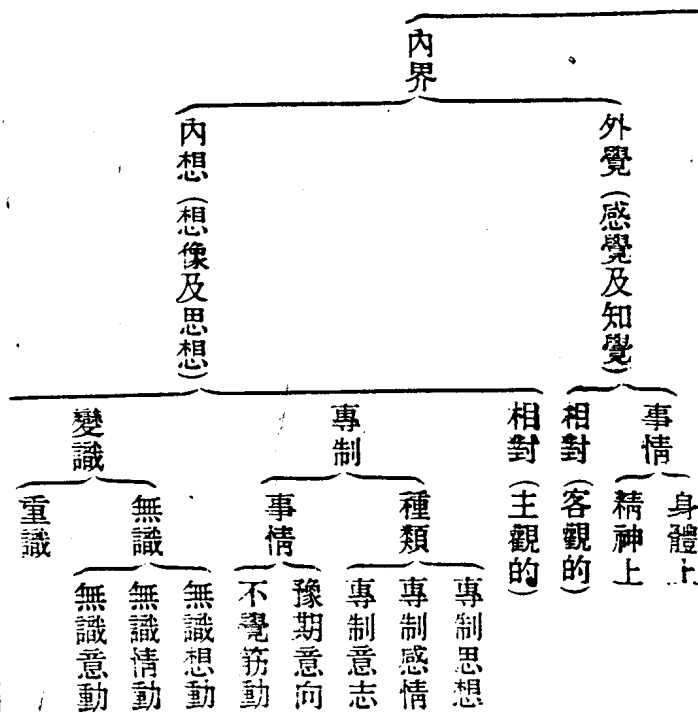 內界
外覺（感覺及知覺）
事情
身體上
精神上
相對（客觀的）
內想（想像及思想）
相對（主觀的）
專制
種類
專制思想
專制感情
專制意志
事情
豫期意向
不覺筋動
變識
無識
無識想動
無識情動
無識意動
重識